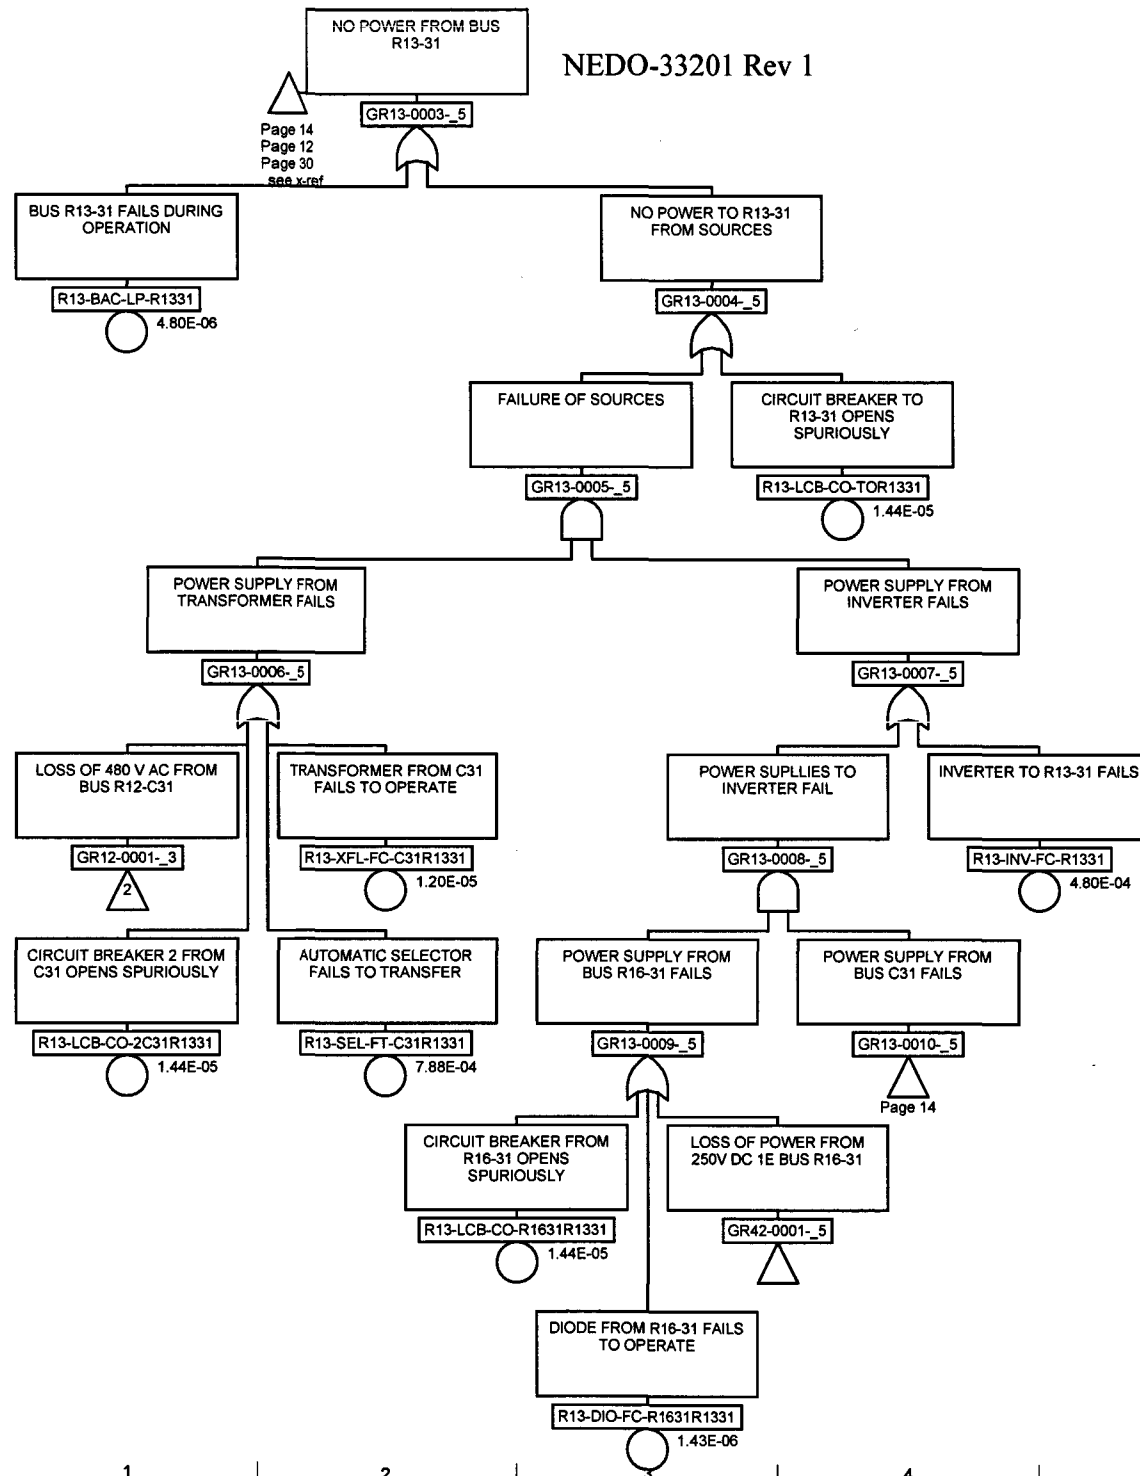 NO POWER FROM BUS
R13-31
NEDO-33201 Rev 1
GR13-0003-_5
Page 14
Page 12
Page 30
see x-ref
BUS R13-31 FAILS DURING
OPERATION
R13-BAC-LP-R1331
4.80E-06
NO POWER TO R13-31
FROM SOURCES
GR13-0004-_5
FAILURE OF SOURCES
GR13-0005-_5
CIRCUIT BREAKER TO
R13-31 OPENS
SPURIOUSLY
R13-LCB-CO-TOR1331
1.44E-05
POWER SUPPLY FROM
TRANSFORMER FAILS
GR13-0006-_5
POWER SUPPLY FROM
INVERTER FAILS
GR13-0007-_5
LOSS OF 480 V AC FROM
BUS R12-C31
GR12-0001-_3
2
TRANSFORMER FROM C31
FAILS TO OPERATE
R13-XFL-FC-C31R1331
1.20E-05
POWER SUPLLIES TO
INVERTER FAIL
GR13-0008-_5
INVERTER TO R13-31 FAILS
R13-INV-FC-R1331
4.80E-04
CIRCUIT BREAKER 2 FROM
C31 OPENS SPURIOUSLY
R13-LCB-CO-2C31R1331
1.44E-05
AUTOMATIC SELECTOR
FAILS TO TRANSFER
R13-SEL-FT-C31R1331
7.88E-04
POWER SUPPLY FROM
BUS R16-31 FAILS
GR13-0009-_5
POWER SUPPLY FROM
BUS C31 FAILS
GR13-0010-_5
Page 14
CIRCUIT BREAKER FROM
R16-31 OPENS
SPURIOUSLY
R13-LCB-CO-R1631R1331
1.44E-05
LOSS OF POWER FROM
250V DC 1E BUS R16-31
GR42-0001-_5
DIODE FROM R16-31 FAILS
TO OPERATE
R13-DIO-FC-R1631R1331
1.43E-06
1 2 3 4